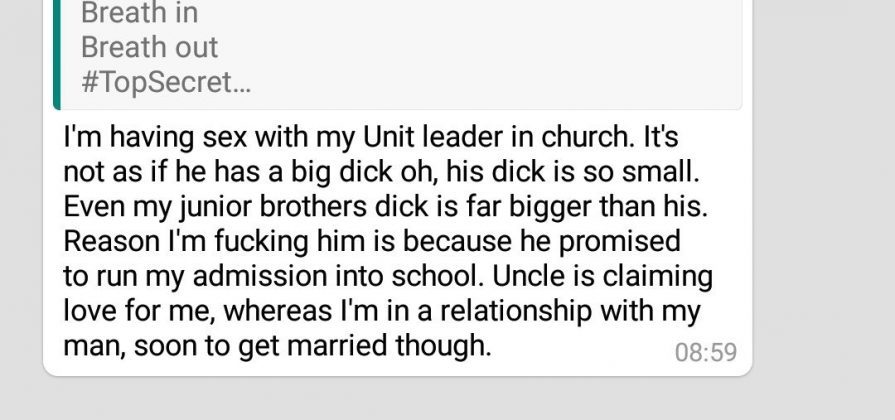 Breath in
Breath out
#TopSecret...
I'm having sex with my Unit leader in church. It's
not as if he has a big dick oh, his dick is so small.
Even my junior brothers dick is far bigger than his.
Reason I'm fucking him is because he promised
to run my admission into school. Uncle is claiming
love for me, whereas I'm in a relationship with my
man, soon to get married though.
08:59